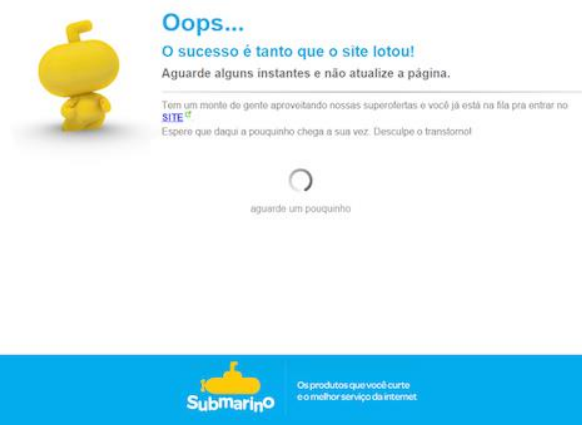 Oops...
O sucesso é tanto que o site lotou!
Aguarde alguns instantes e não atualize a página.
Tem um monte de gente aproveitando nossas superofertas e você já está na fila pra entrar no
SITE.
Espere que daqui a pouquinho chega a sua vez. Desculpe o transtorno!
aguarde um pouquinho
Submarino
Os produtos que você curte
e o melhor serviço da internet